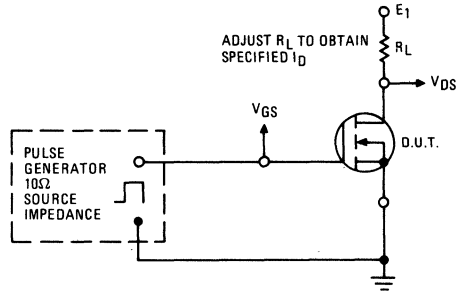 E1
ADJUST RL TO OBTAIN
SPECIFIED ID
RL
VDS
VGS
D.U.T.
PULSE
GENERATOR
10Ω
SOURCE
IMPEDANCE